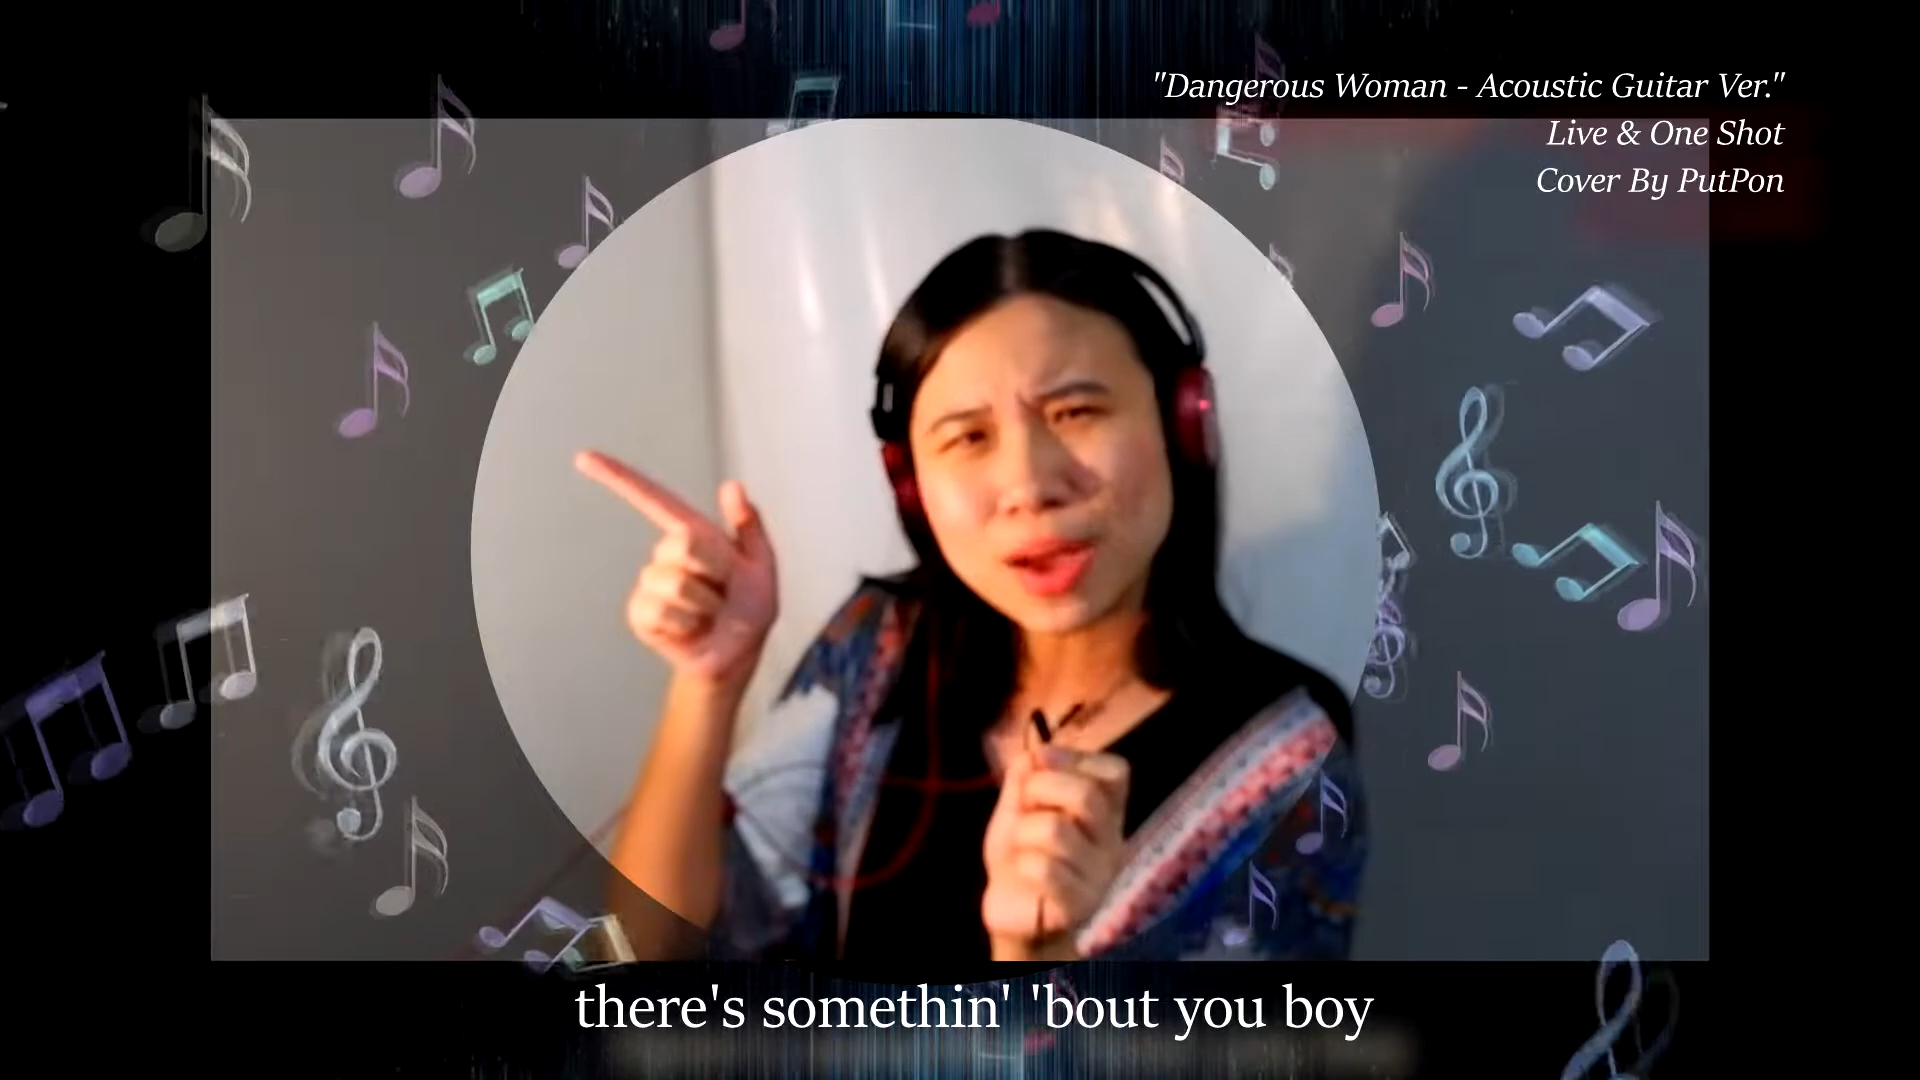 "Dangerous Woman - Acoustic Guitar Ver."
Live & One Shot
Cover By PutPon
there's somethin' 'bout you boy